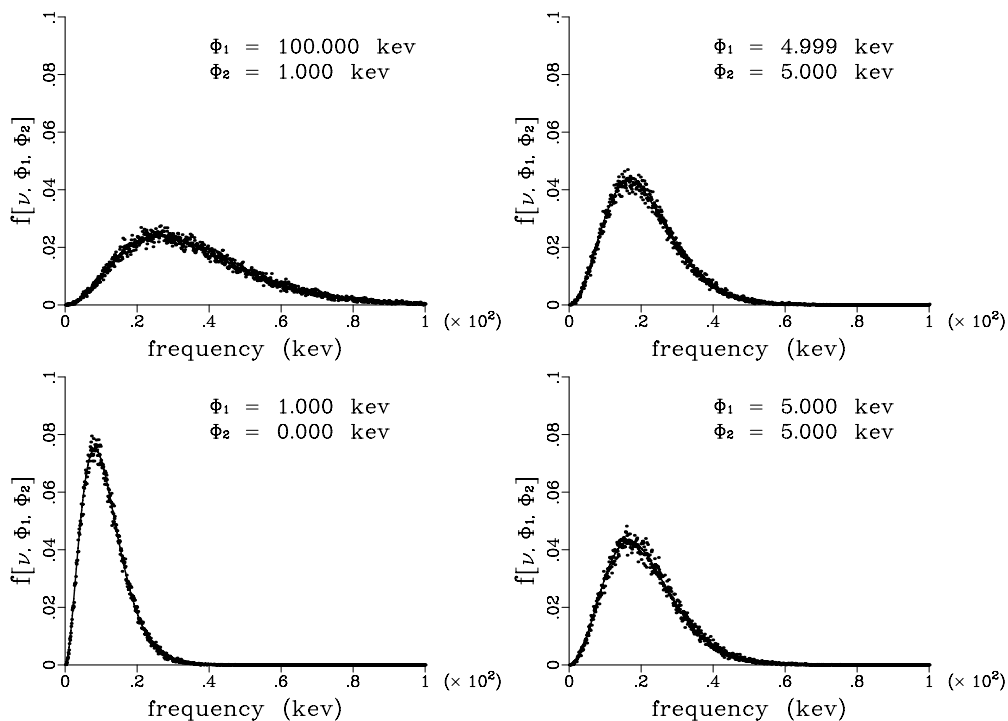 .1
Φ₁ = 100.000 kev
Φ₂ = 1.000 kev
.08
.06
.04
.02
0
f[ν, Φ₁, Φ₂]
0 .2 .4 .6 .8 1 (× 10²)
frequency (kev)
.1
Φ₁ = 4.999 kev
Φ₂ = 5.000 kev
.08
.06
.04
.02
0
f[ν, Φ₁, Φ₂]
0 .2 .4 .6 .8 1 (× 10²)
frequency (kev)
.1
Φ₁ = 1.000 kev
Φ₂ = 0.000 kev
.08
.06
.04
.02
0
f[ν, Φ₁, Φ₂]
0 .2 .4 .6 .8 1 (× 10²)
frequency (kev)
.1
Φ₁ = 5.000 kev
Φ₂ = 5.000 kev
.08
.06
.04
.02
0
f[ν, Φ₁, Φ₂]
0 .2 .4 .6 .8 1 (× 10²)
frequency (kev)